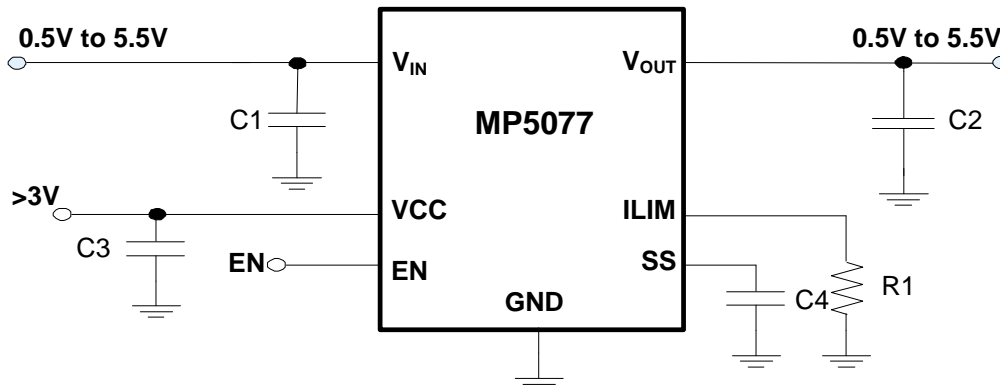 0.5V to 5.5V
0.5V to 5.5V
VIN
VOUT
C1
MP5077
C2
>3V
VCC
ILIM
C3
EN
EN
SS
GND
C4
R1